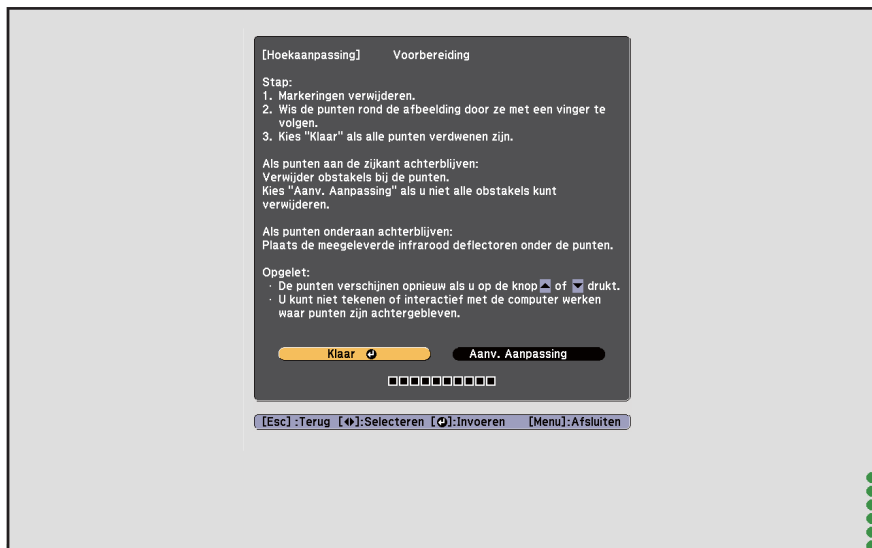 [Hoekaanpassing] Voorbereiding
Stap:
1. Markeringen verwijderen.
2. Wis de punten rond de afbeelding door ze met een vinger te
volgen.
3. Kies "Klaar" als alle punten verdwenen zijn.
Als punten aan de zijkant achterblijven:
Verwijder obstakels bij de punten.
Kies "Aanv. Aanpassing" als u niet alle obstakels kunt
verwijderen.
Als punten onderaan achterblijven:
Plaats de meegeleverde infrarood deflectoren onder de punten.
Opgelet:
· De punten verschijnen opnieuw als u op de knop ▲ of ▼ drukt.
· U kunt niet tekenen of interactief met de computer werken
waar punten zijn achtergebleven.
Klaar Aanv. Aanpassing
[Esc] :Terug [◀▶]:Selecteren [⏎]:Invoeren [Menu]:Afsluiten